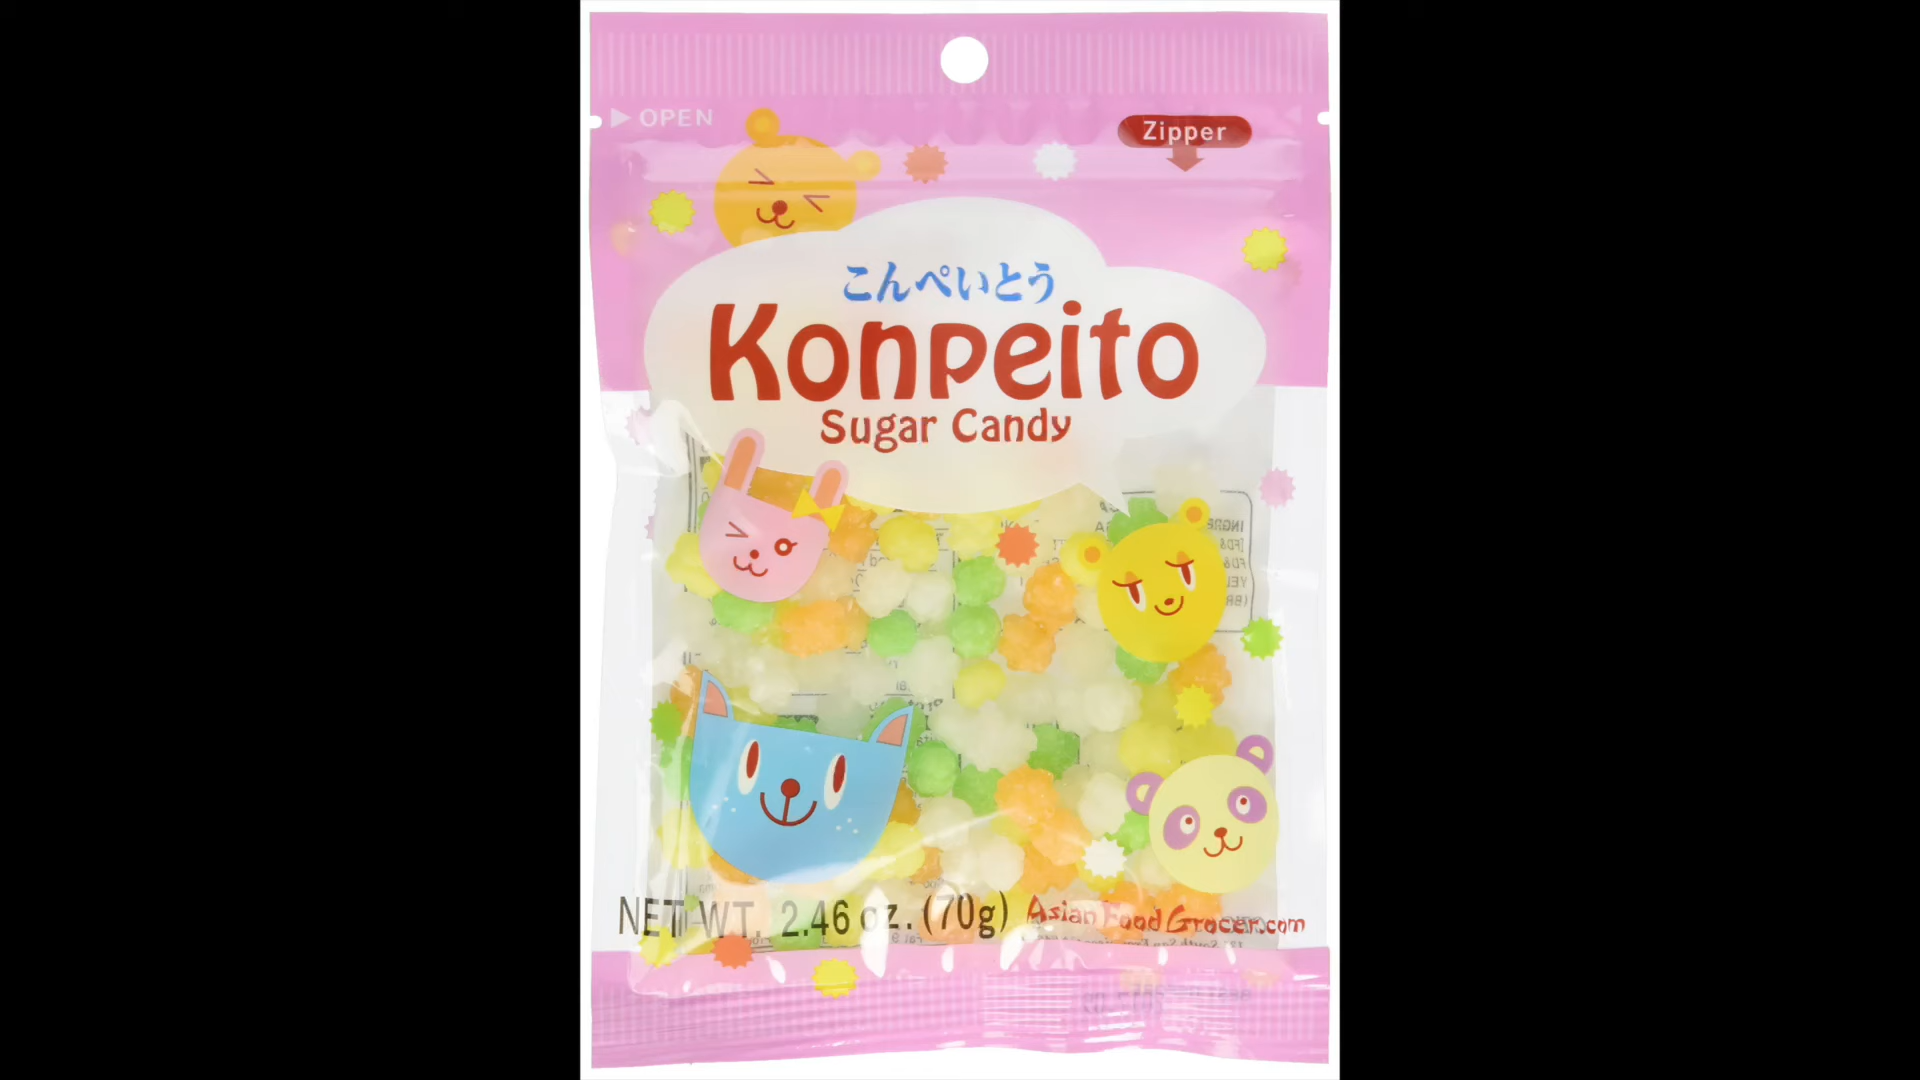 OPEN
Zipper
こんぺいとう
Konpeito
Sugar Candy
NET WT. 2.46 oz. (70g)
AsianFoodGrocer.com